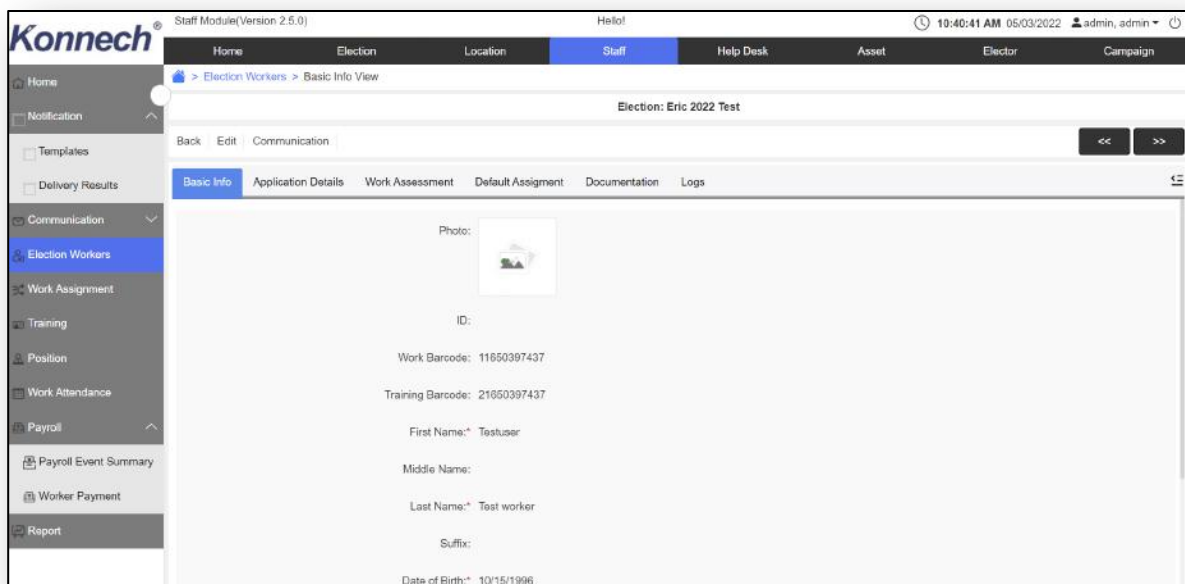 Konnech®
Staff Module(Version 2.5.0)
Hello!
10:40:41 AM 05/03/2022 admin, admin
Home Election Location Staff Help Desk Asset Elector Campaign
> Election Workers > Basic Info View
Election: Eric 2022 Test
Back Edit Communication
<< >>
Basic Info Application Details Work Assessment Default Assigment Documentation Logs
Home
Notification
Templates
Delivery Results
Communication
Election Workers
Work Assignment
Training
Position
Work Attendance
Payroll
Payroll Event Summary
Worker Payment
Report
Photo:
ID:
Work Barcode: 11650397437
Training Barcode: 21650397437
First Name:* Testuser
Middle Name:
Last Name:* Test worker
Suffix:
Date of Birth:* 10/15/1996